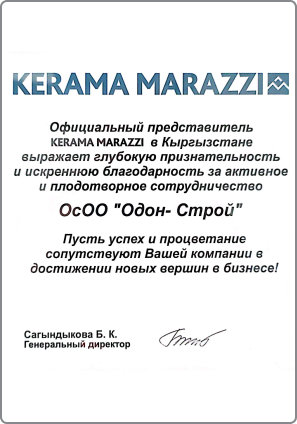 KERAMA MARAZZI
Официальный представитель
KERAMA MARAZZI в Кыргызстане
выражает глубокую признательность
и искреннюю благодарность за активное
и плодотворное сотрудничество
ОсОО "Одон- Строй"
Пусть успех и процветание
сопутствуют Вашей компании в
достижении новых вершин в бизнесе!
Сагындыкова Б. К.
Генеральный директор